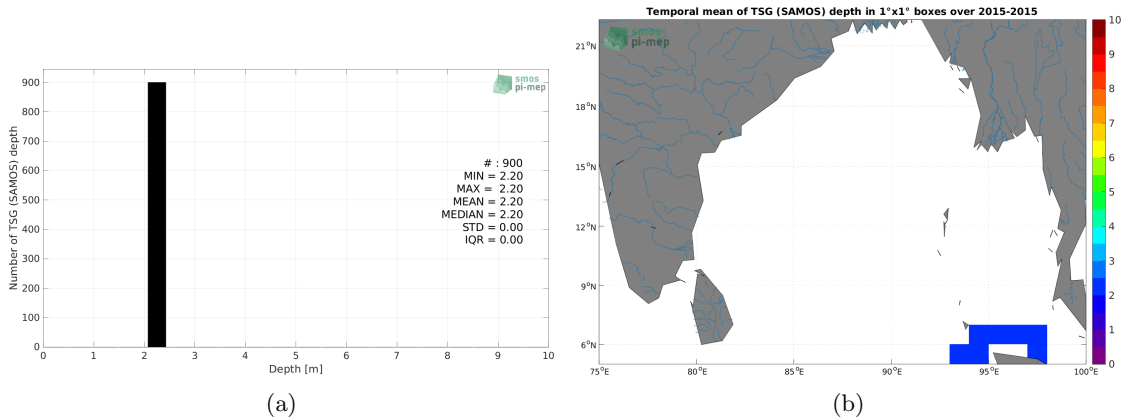 smos
pi-mep
Number of TSG (SAMOS) depth
900
800
700
600
500
400
300
200
100
0
# : 900
MIN = 2.20
MAX = 2.20
MEAN = 2.20
MEDIAN = 2.20
STD = 0.00
IQR = 0.00
0 1 2 3 4 5 6 7 8 9 10
Depth [m]
(a)
Temporal mean of TSG (SAMOS) depth in 1°x1° boxes over 2015-2015
smos
pi-mep
21°N
18°N
15°N
12°N
9°N
6°N
75°E 80°E 85°E 90°E 95°E 100°E
10
9
8
7
6
5
4
3
2
1
0
(b)